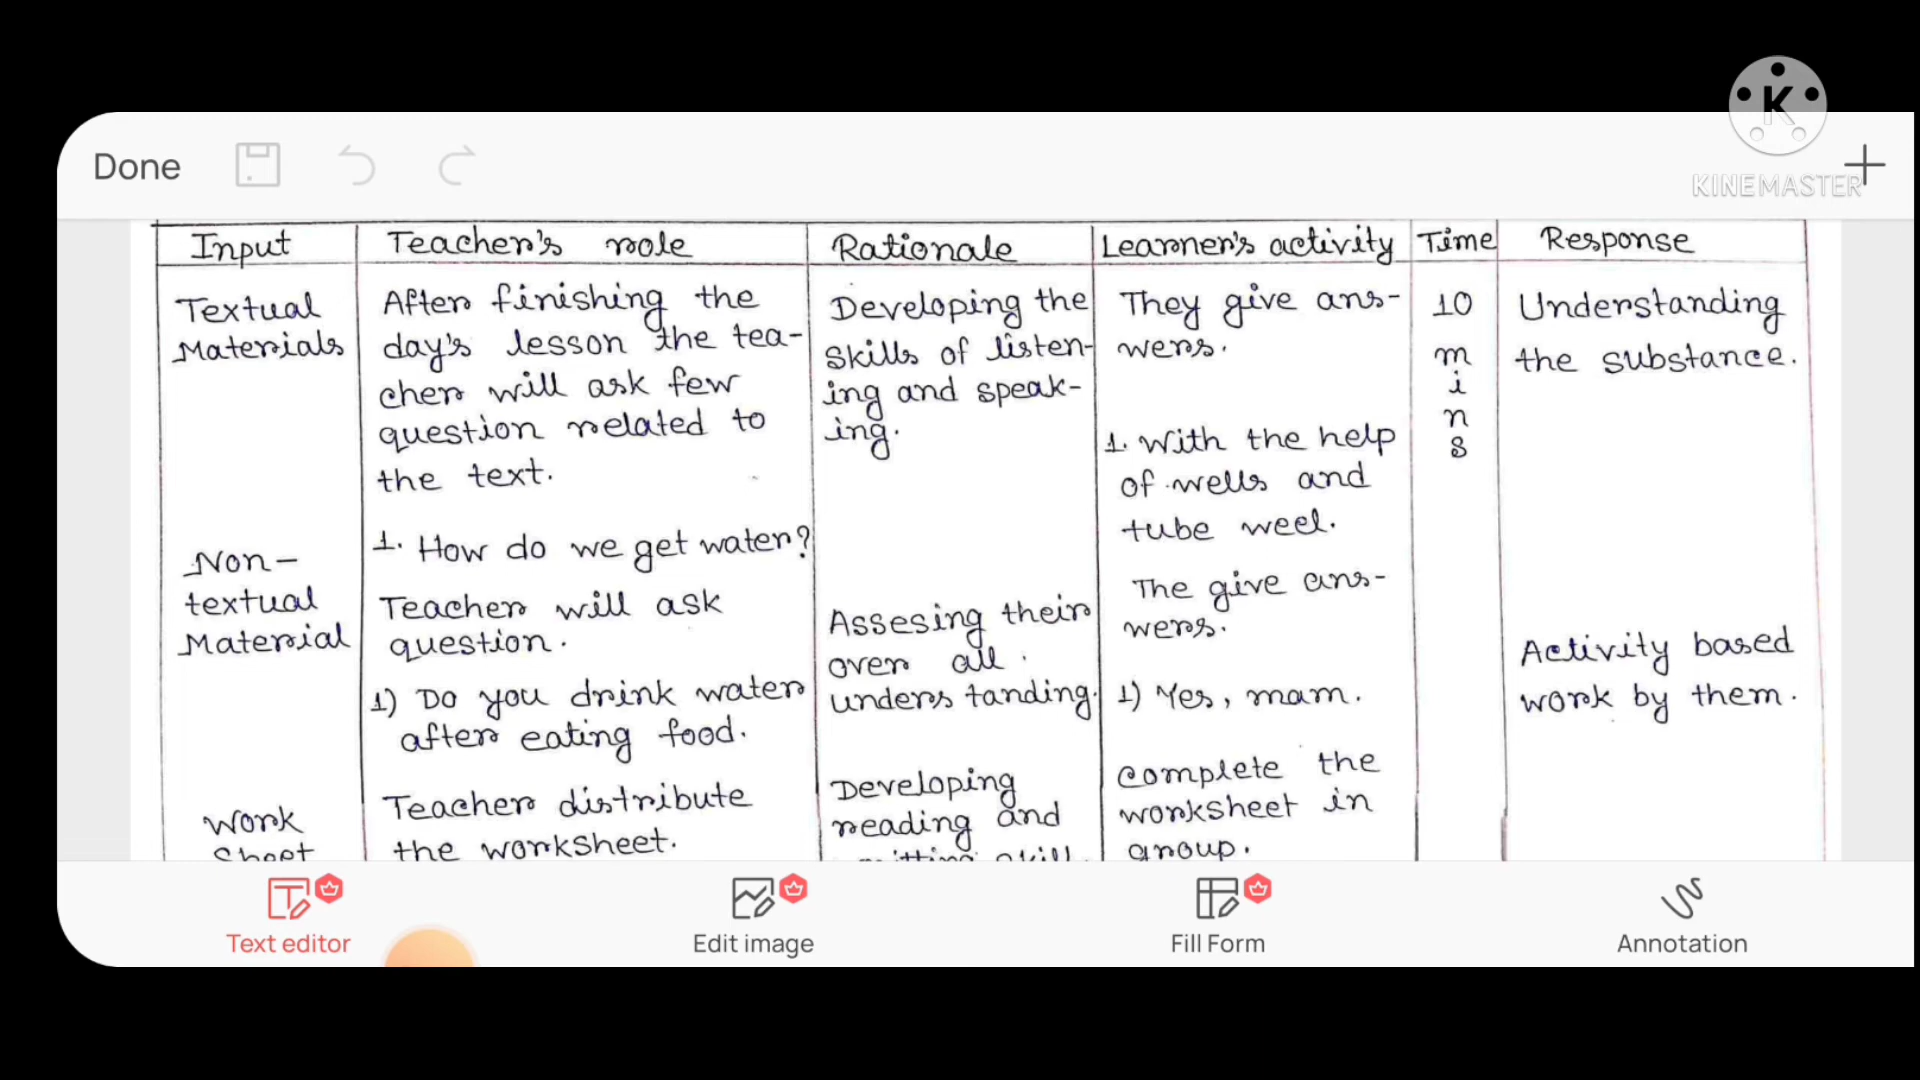 KINEMASTER
Done
Input
Teacher's role
Rationale
Learner's activity
Time
Response
Textual
Materials
After finishing the
day's lesson the tea-
cher will ask few
question related to
the text.
Developing the
skills of listen-
ing and speak-
ing.
They give ans-
wers.
10
m
i
n
s
Understanding
the substance.
1. With the help
of wells and
tube weel.
Non-
textual
Material
1. How do we get water?
Teacher will ask
question.
1) Do you drink water
after eating food.
Assesing their
over all
understanding.
The give ans-
wers.
1) Yes, mam.
Activity based
work by them.
Work
Sheet
Teacher distribute
the worksheet.
Developing
reading and
skill.
complete the
worksheet in
group.
Text editor
Edit image
Fill Form
Annotation